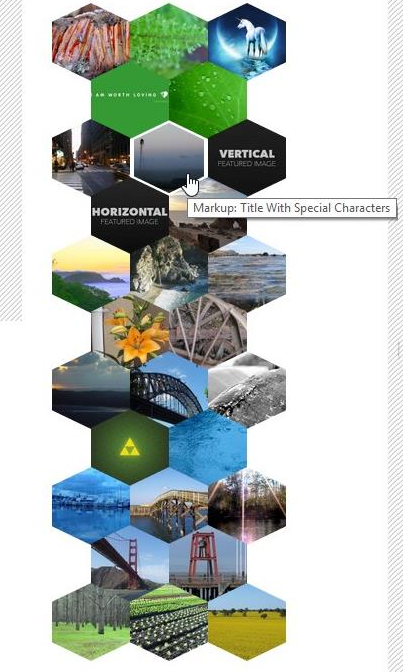 I AM WORTH LOVING
VERTICAL
FEATURED IMAGE
Markup: Title With Special Characters
HORIZONTAL
FEATURED IMAGE